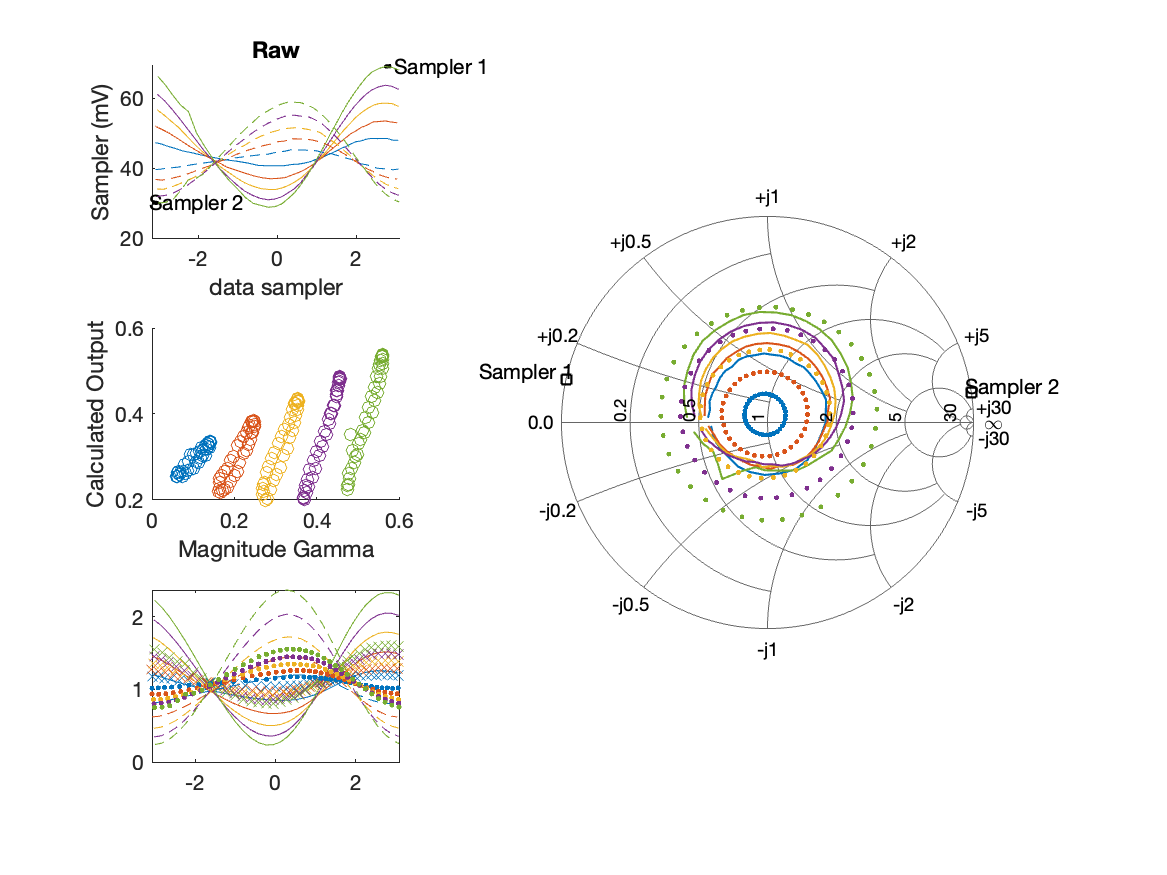 Raw
Sampler 1
Sampler 2
Sampler (mV)
60
40
20
-2
0
2
data sampler
Calculated Output
0.6
0.4
0.2
0
0.2
0.4
0.6
Magnitude Gamma
2
1
0
-2
0
2
+j1
+j0.5
+j2
+j0.2
+j5
Sampler 1
Sampler 2
0.0
0.2
0.5
1
2
5
30
+j30
∞
-j30
-j0.2
-j5
-j0.5
-j2
-j1